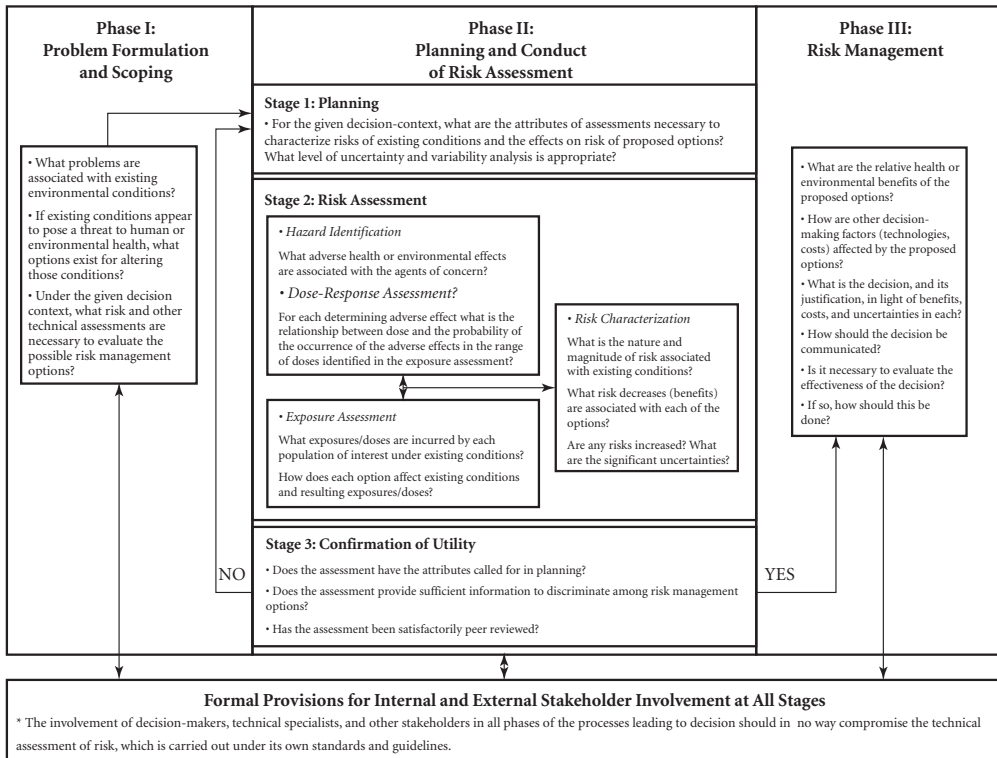 Phase I:
Problem Formulation
and Scoping
• What problems are
associated with existing
environmental conditions?
• If existing conditions appear
to pose a threat to human or
environmental health, what
options exist for altering
those conditions?
• Under the given decision
context, what risk and other
technical assessments are
necessary to evaluate the
possible risk management
options?
Phase II:
Planning and Conduct
of Risk Assessment
Stage 1: Planning
• For the given decision-context, what are the attributes of assessments necessary to
characterize risks of existing conditions and the effects on risk of proposed options?
What level of uncertainty and variability analysis is appropriate?
Stage 2: Risk Assessment
• Hazard Identification
What adverse health or environmental effects
are associated with the agents of concern?
• Dose-Response Assessment?
For each determining adverse effect what is the
relationship between dose and the probability of
the occurrence of the adverse effects in the range
of doses identified in the exposure assessment?
• Exposure Assessment
What exposures/doses are incurred by each
population of interest under existing conditions?
How does each option affect existing conditions
and resulting exposures/doses?
• Risk Characterization
What is the nature and
magnitude of risk associated
with existing conditions?
What risk decreases (benefits)
are associated with each of the
options?
Are any risks increased? What
are the significant uncertainties?
Stage 3: Confirmation of Utility
• Does the assessment have the attributes called for in planning?
• Does the assessment provide sufficient information to discriminate among risk management
options?
• Has the assessment been satisfactorily peer reviewed?
NO
YES
Phase III:
Risk Management
• What are the relative health or
environmental benefits of the
proposed options?
• How are other decision-
making factors (technologies,
costs) affected by the proposed
options?
• What is the decision, and its
justification, in light of benefits,
costs, and uncertainties in each?
• How should the decision be
communicated?
• Is it necessary to evaluate the
effectiveness of the decision?
• If so, how should this be
done?
Formal Provisions for Internal and External Stakeholder Involvement at All Stages
* The involvement of decision-makers, technical specialists, and other stakeholders in all phases of the processes leading to decision should in no way compromise the technical
assessment of risk, which is carried out under its own standards and guidelines.